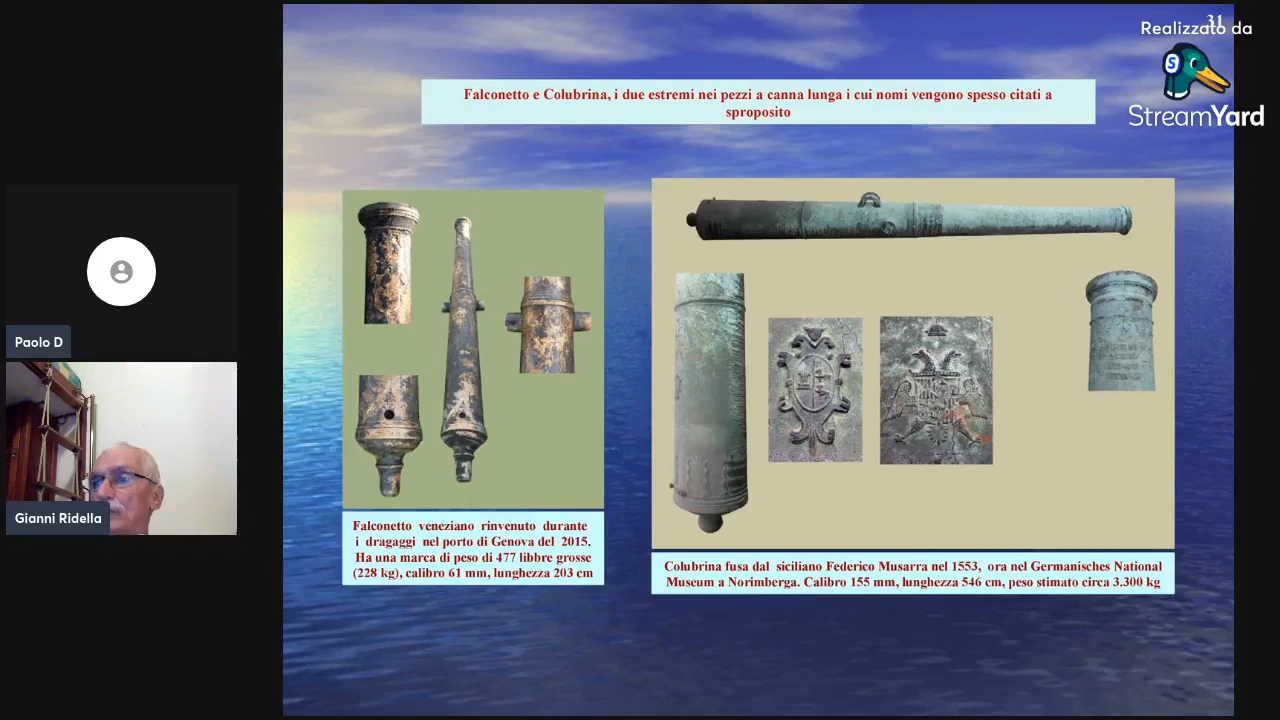 31
Realizzato da
StreamYard
Falconetto e Colubrina, i due estremi nei pezzi a canna lunga i cui nomi vengono spesso citati a
sproposito
Paolo D
Gianni Ridella
Falconetto veneziano rinvenuto durante
i dragaggi nel porto di Genova del 2015.
Ha una marca di peso di 477 libbre grosse
(228 kg), calibro 61 mm, lunghezza 203 cm
Colubrina fusa dal siciliano Federico Musarra nel 1553, ora nel Germanisches National
Museum a Norimberga. Calibro 155 mm, lunghezza 546 cm, peso stimato circa 3.300 kg